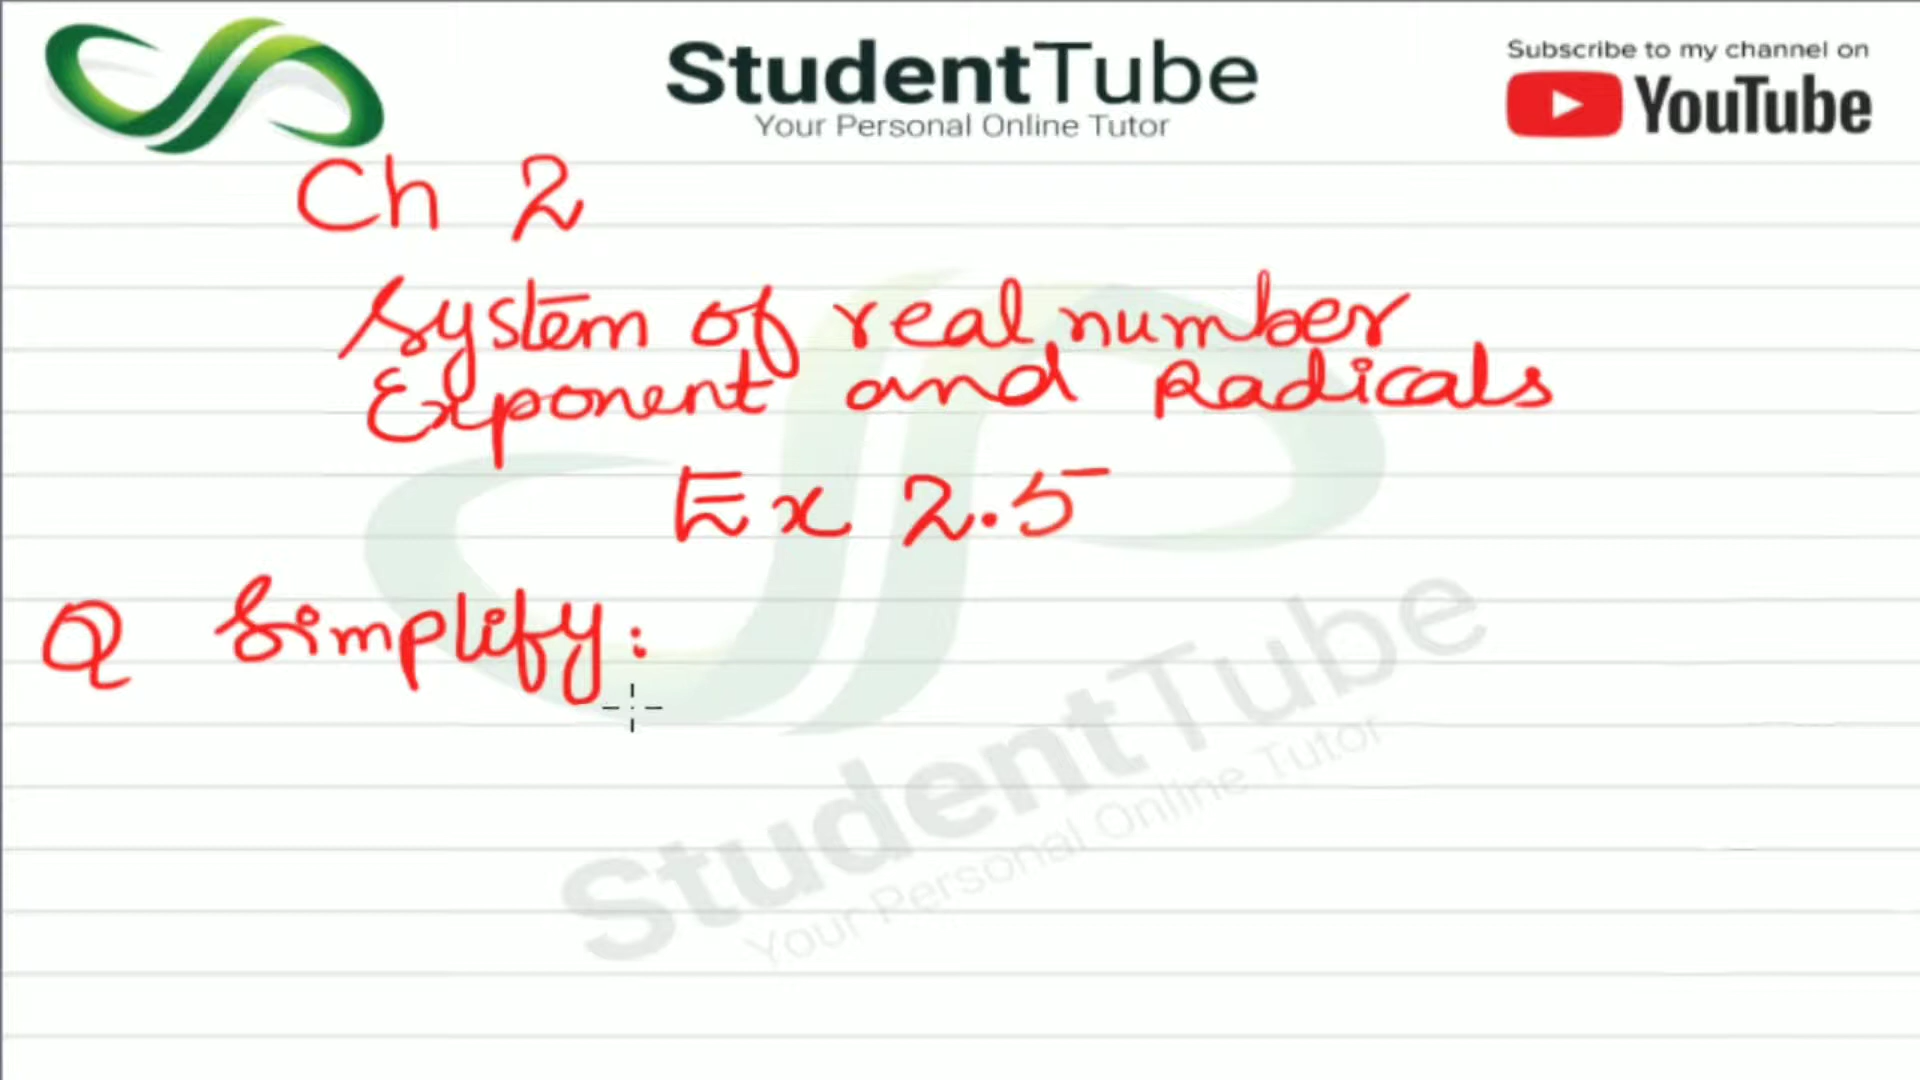 StudentTube
Your Personal Online Tutor
Subscribe to my channel on
YouTube
Ch 2
System of real number
Exponent and Radicals
Ex 2.5
Q Simplify:
StudentTube
Your Personal Online Tutor